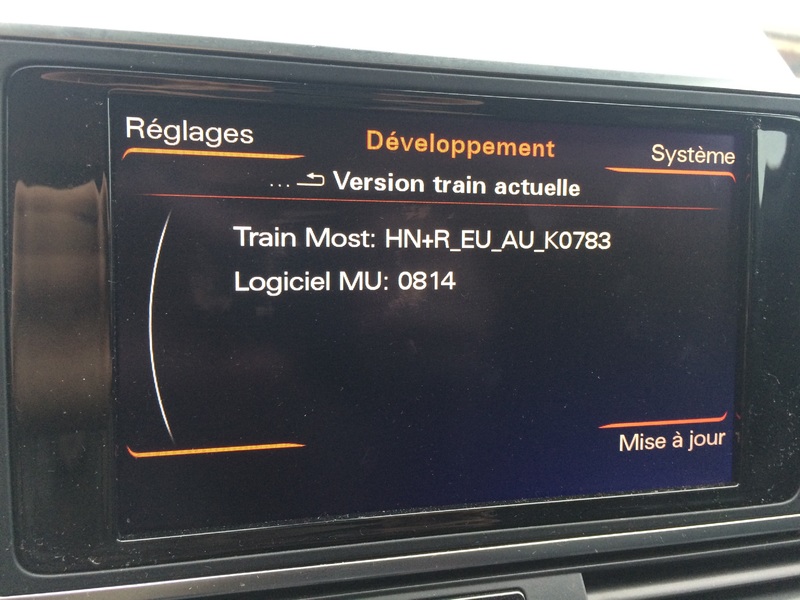 Réglages
Développement
Système
... Version train actuelle
Train Most: HN+R_EU_AU_K0783
Logiciel MU: 0814
Mise à jour